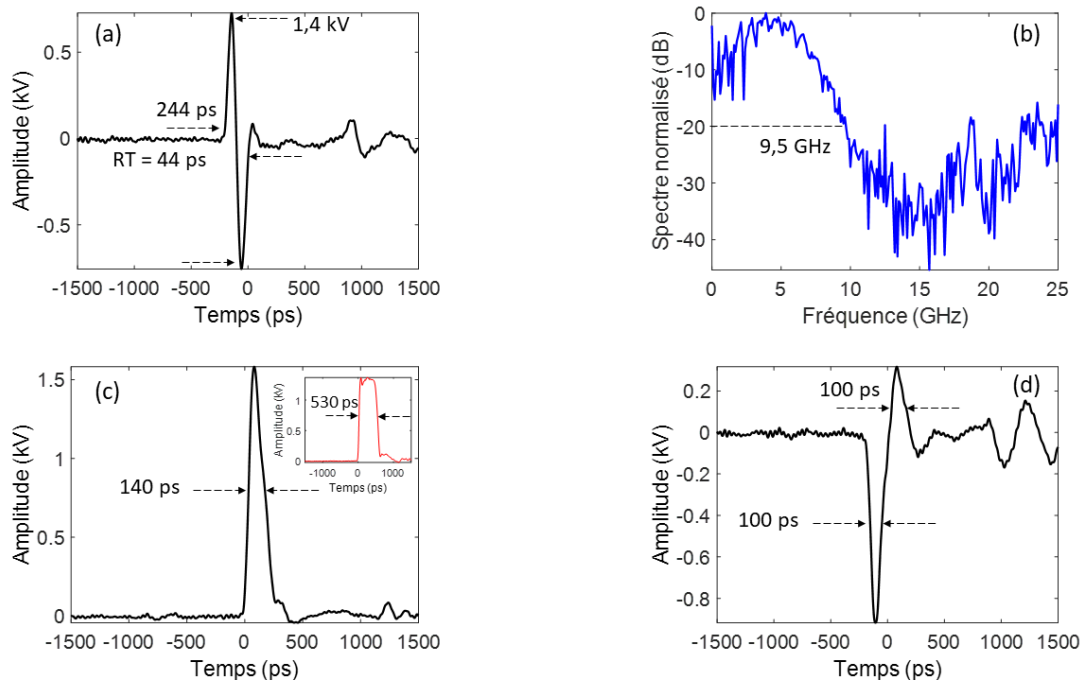 (a)
1,4 kV
244 ps
RT = 44 ps
0.5
0
-0.5
Amplitude (kV)
-1500 -1000 -500 0 500 1000 1500
Temps (ps)
(b)
0
-10
-20
-30
-40
Spectre normalisé (dB)
9,5 GHz
0 5 10 15 20 25
Fréquence (GHz)
(c)
1.5
1
0.5
0
Amplitude (kV)
140 ps
-1500 -1000 -500 0 500 1000 1500
Temps (ps)
530 ps
1
0.5
0
Amplitude (kV)
-1000 0 1000
Temps (ps)
(d)
100 ps
100 ps
0.2
0
-0.2
-0.4
-0.6
-0.8
Amplitude (kV)
-1500 -1000 -500 0 500 1000 1500
Temps (ps)